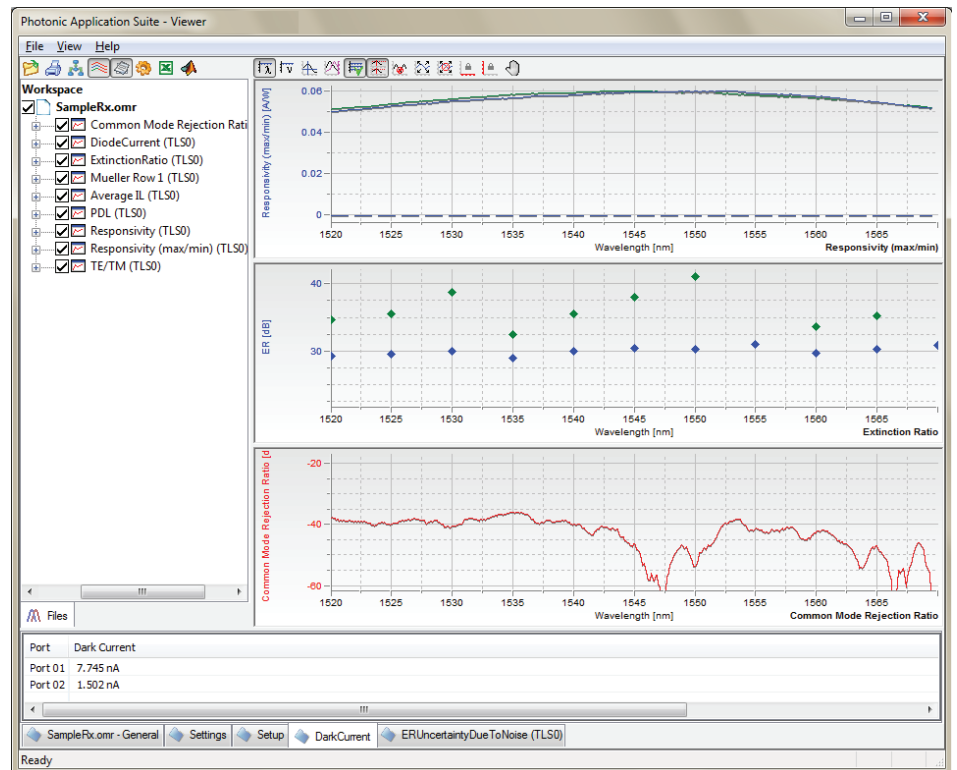 Photonic Application Suite - Viewer
File View Help
Workspace
SampleRx.omr
Common Mode Rejection Rati
DiodeCurrent (TLS0)
ExtinctionRatio (TLS0)
Mueller Row 1 (TLS0)
Average IL (TLS0)
PDL (TLS0)
Responsivity (TLS0)
Responsivity (max/min) (TLS0)
TE/TM (TLS0)
Files
Responsivity (max/min) [A/W]
0.06
0.04
0.02
0
1520 1525 1530 1535 1540 1545 1550 1555 1560 1565
Wavelength [nm]
Responsivity (max/min)
ER [dB]
40
30
1520 1525 1530 1535 1540 1545 1550 1555 1560 1565
Wavelength [nm]
Extinction Ratio
Common Mode Rejection Ratio [d
-20
-40
-60
1520 1525 1530 1535 1540 1545 1550 1555 1560 1565
Wavelength [nm]
Common Mode Rejection Ratio
Port Dark Current
Port 01 7.745 nA
Port 02 1.502 nA
SampleRx.omr - General Settings Setup DarkCurrent ERUncertaintyDueToNoise (TLS0)
Ready